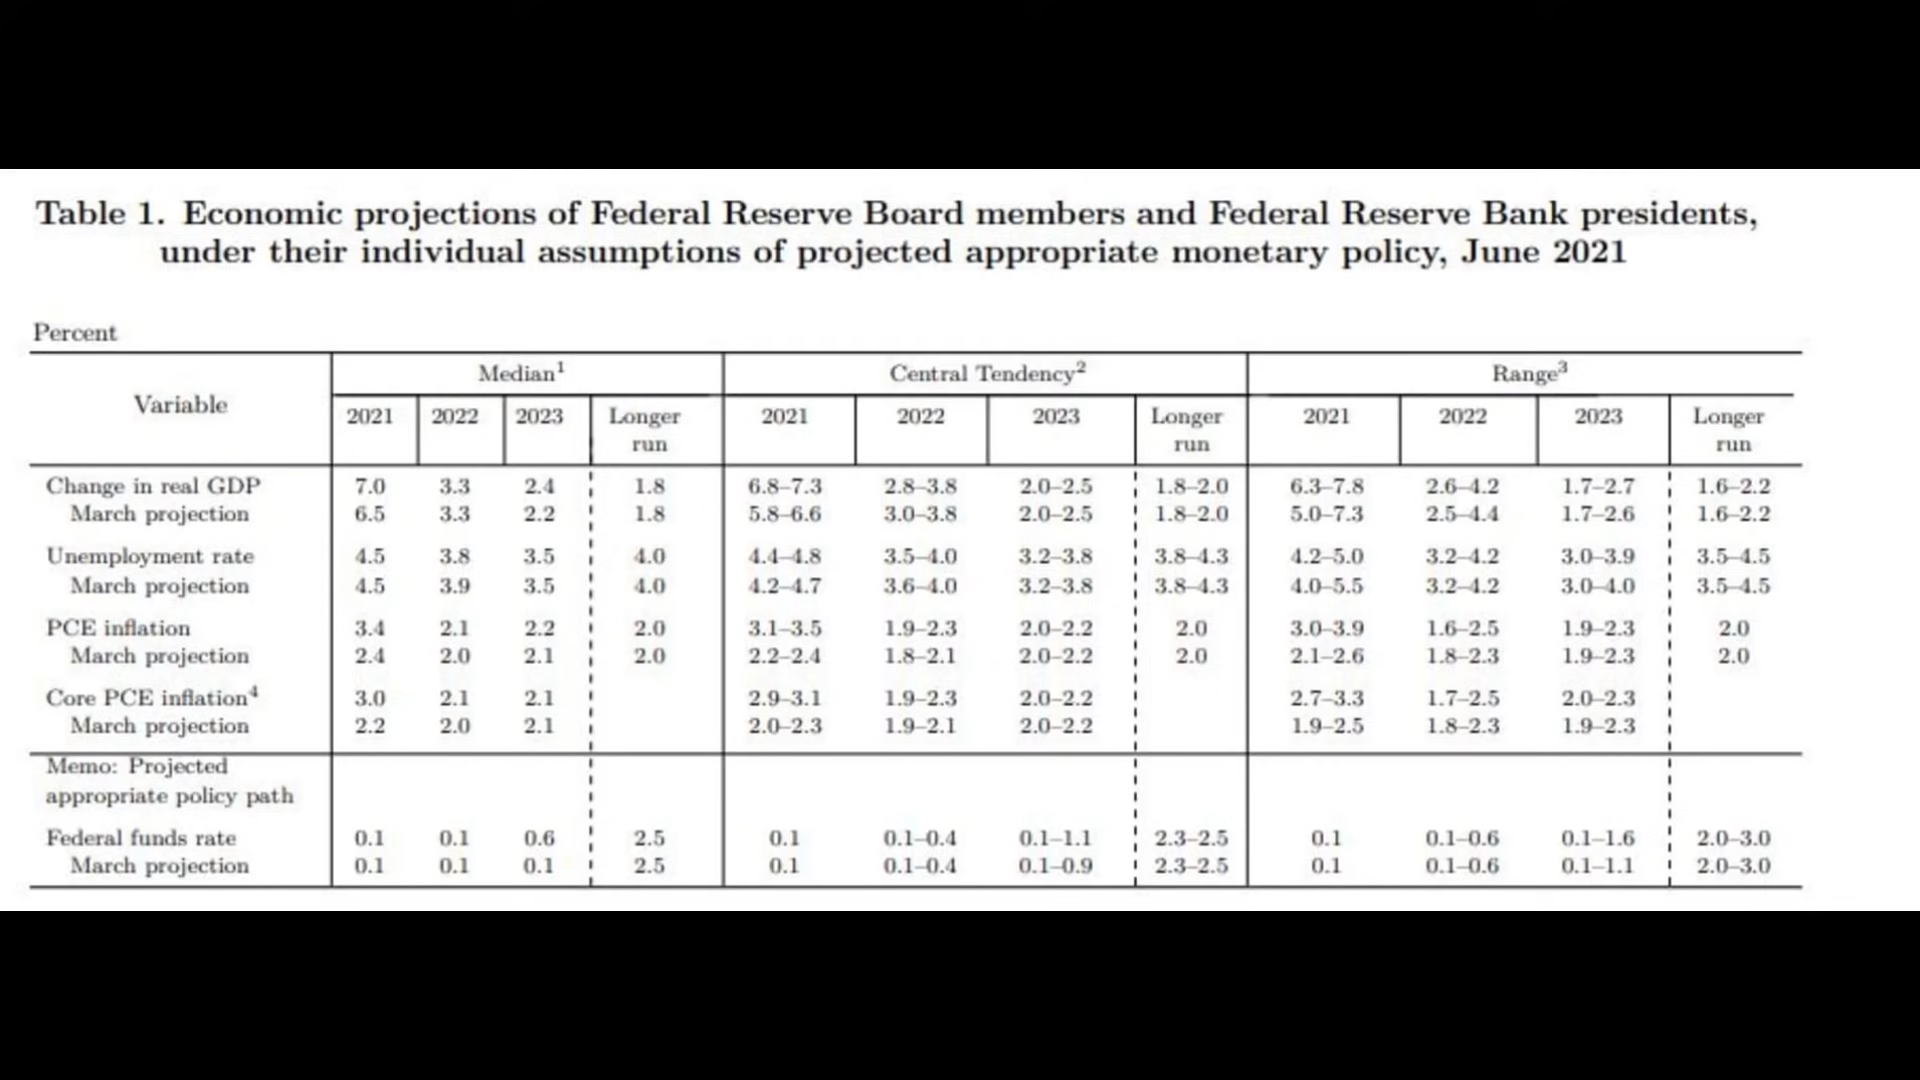 Table 1. Economic projections of Federal Reserve Board members and Federal Reserve Bank presidents,
under their individual assumptions of projected appropriate monetary policy, June 2021
Percent
Variable Median¹ Central Tendency² Range³
2021 2022 2023 Longer run 2021 2022 2023 Longer run 2021 2022 2023 Longer run
Change in real GDP 7.0 3.3 2.4 1.8 6.8–7.3 2.8–3.8 2.0–2.5 1.8–2.0 6.3–7.8 2.6–4.2 1.7–2.7 1.6–2.2
March projection 6.5 3.3 2.2 1.8 5.8–6.6 3.0–3.8 2.0–2.5 1.8–2.0 5.0–7.3 2.5–4.4 1.7–2.6 1.6–2.2
Unemployment rate 4.5 3.8 3.5 4.0 4.4–4.8 3.5–4.0 3.2–3.8 3.8–4.3 4.2–5.0 3.2–4.2 3.0–3.9 3.5–4.5
March projection 4.5 3.9 3.5 4.0 4.2–4.7 3.6–4.0 3.2–3.8 3.8–4.3 4.0–5.5 3.2–4.2 3.0–4.0 3.5–4.5
PCE inflation 3.4 2.1 2.2 2.0 3.1–3.5 1.9–2.3 2.0–2.2 2.0 3.0–3.9 1.6–2.5 1.9–2.3 2.0
March projection 2.4 2.0 2.1 2.0 2.2–2.4 1.8–2.1 2.0–2.2 2.0 2.1–2.6 1.8–2.3 1.9–2.3 2.0
Core PCE inflation⁴ 3.0 2.1 2.1 2.9–3.1 1.9–2.3 2.0–2.2 2.7–3.3 1.7–2.5 2.0–2.3
March projection 2.2 2.0 2.1 2.0–2.3 1.9–2.1 2.0–2.2 1.9–2.5 1.8–2.3 1.9–2.3
Memo: Projected
appropriate policy path
Federal funds rate 0.1 0.1 0.6 2.5 0.1 0.1–0.4 0.1–1.1 2.3–2.5 0.1 0.1–0.6 0.1–1.6 2.0–3.0
March projection 0.1 0.1 0.1 2.5 0.1 0.1–0.4 0.1–0.9 2.3–2.5 0.1 0.1–0.6 0.1–1.1 2.0–3.0